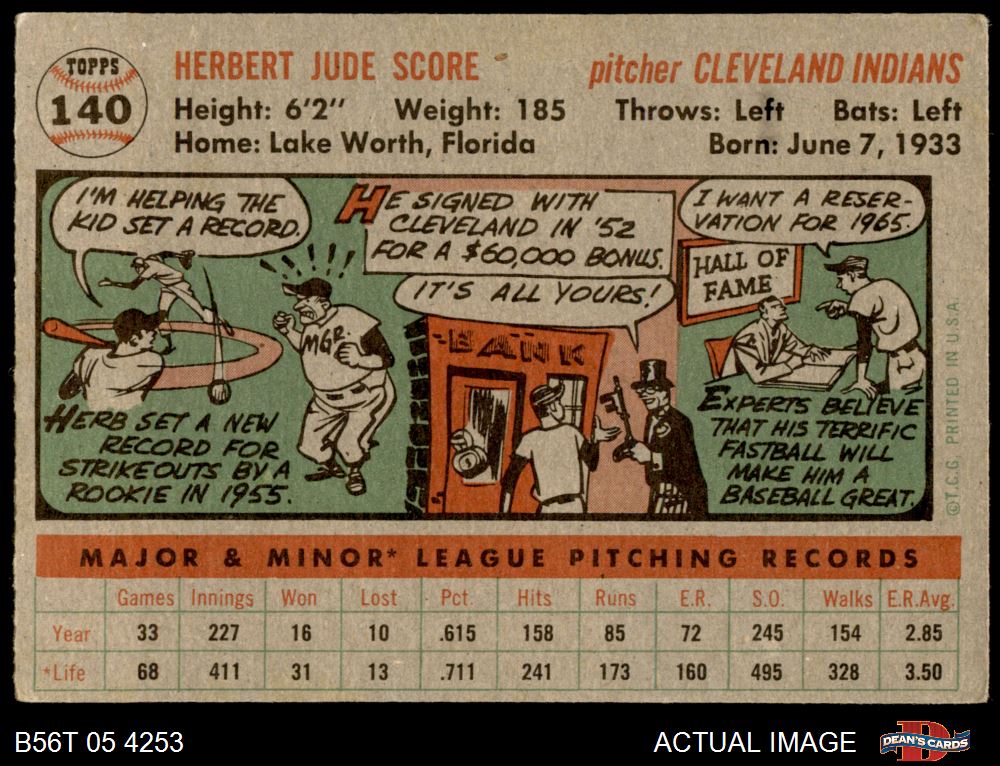 TOPPS
140
HERBERT JUDE SCORE
pitcher CLEVELAND INDIANS
Height: 6'2" Weight: 185 Throws: Left Bats: Left
Home: Lake Worth, Florida Born: June 7, 1933
I'M HELPING THE
KID SET A RECORD.
MGR
HERB SET A NEW
RECORD FOR
STRIKEOUTS BY A
ROOKIE IN 1955.
HE SIGNED WITH
CLEVELAND IN '52
FOR A $60,000 BONUS.
IT'S ALL YOURS!
BANK
I WANT A RESER-
VATION FOR 1965.
HALL OF
FAME
EXPERTS BELIEVE
THAT HIS TERRIFIC
FASTBALL WILL
MAKE HIM A
BASEBALL GREAT.
©T.C.G. PRINTED IN U.S.A.
MAJOR & MINOR* LEAGUE PITCHING RECORDS
Games Innings Won Lost Pct. Hits Runs E.R. S.O. Walks E.R.Avg.
Year 33 227 16 10 .615 158 85 72 245 154 2.85
*Life 68 411 31 13 .711 241 173 160 495 328 3.50
B56T 05 4253
ACTUAL IMAGE
D
DEAN'S CARDS